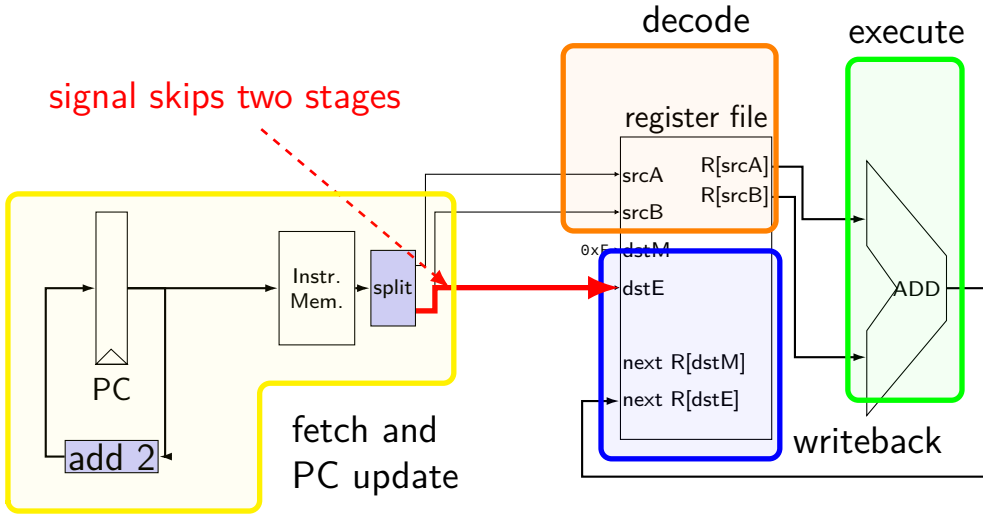 decode
execute
signal skips two stages
register file
R[srcA]
srcA
R[srcB]
srcB
0xF
dstM
Instr.
Mem.
split
dstE
ADD
next R[dstM]
PC
next R[dstE]
fetch and
PC update
writeback
add 2